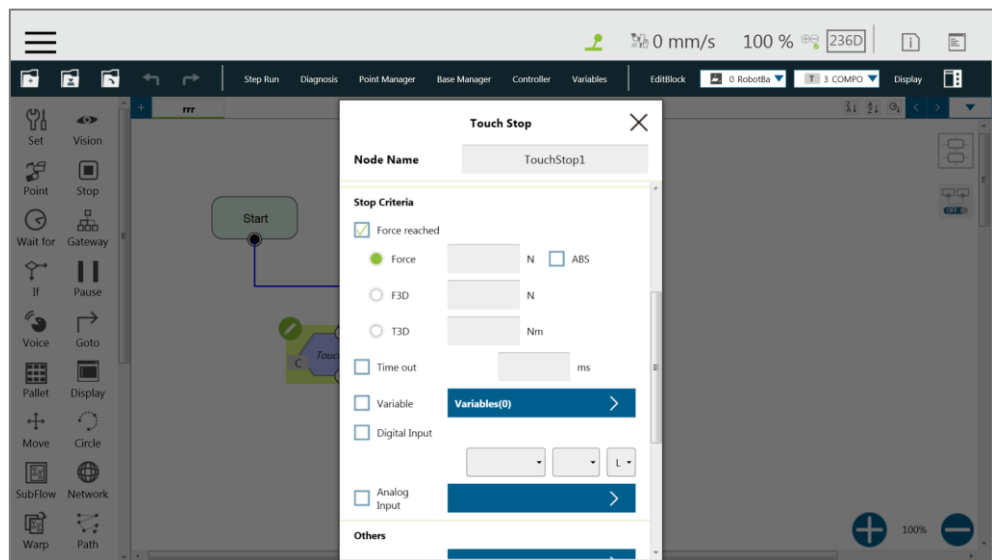 0 mm/s 100 % 236D
Step Run Diagnosis Point Manager Base Manager Controller Variables EditBlock 0 RobotBa T 3 COMPO Display
rrr
Set Vision
Point Stop
Wait for Gateway
If Pause
Voice Goto
Pallet Display
Move Circle
SubFlow Network
Warp Path
Start
Touc
C
Touch Stop
Node Name TouchStop1
Stop Criteria
Force reached
Force N ABS
F3D N
T3D Nm
Time out ms
Variable Variables(0)
Digital Input
L
Analog
Input
Others
OFF
100%